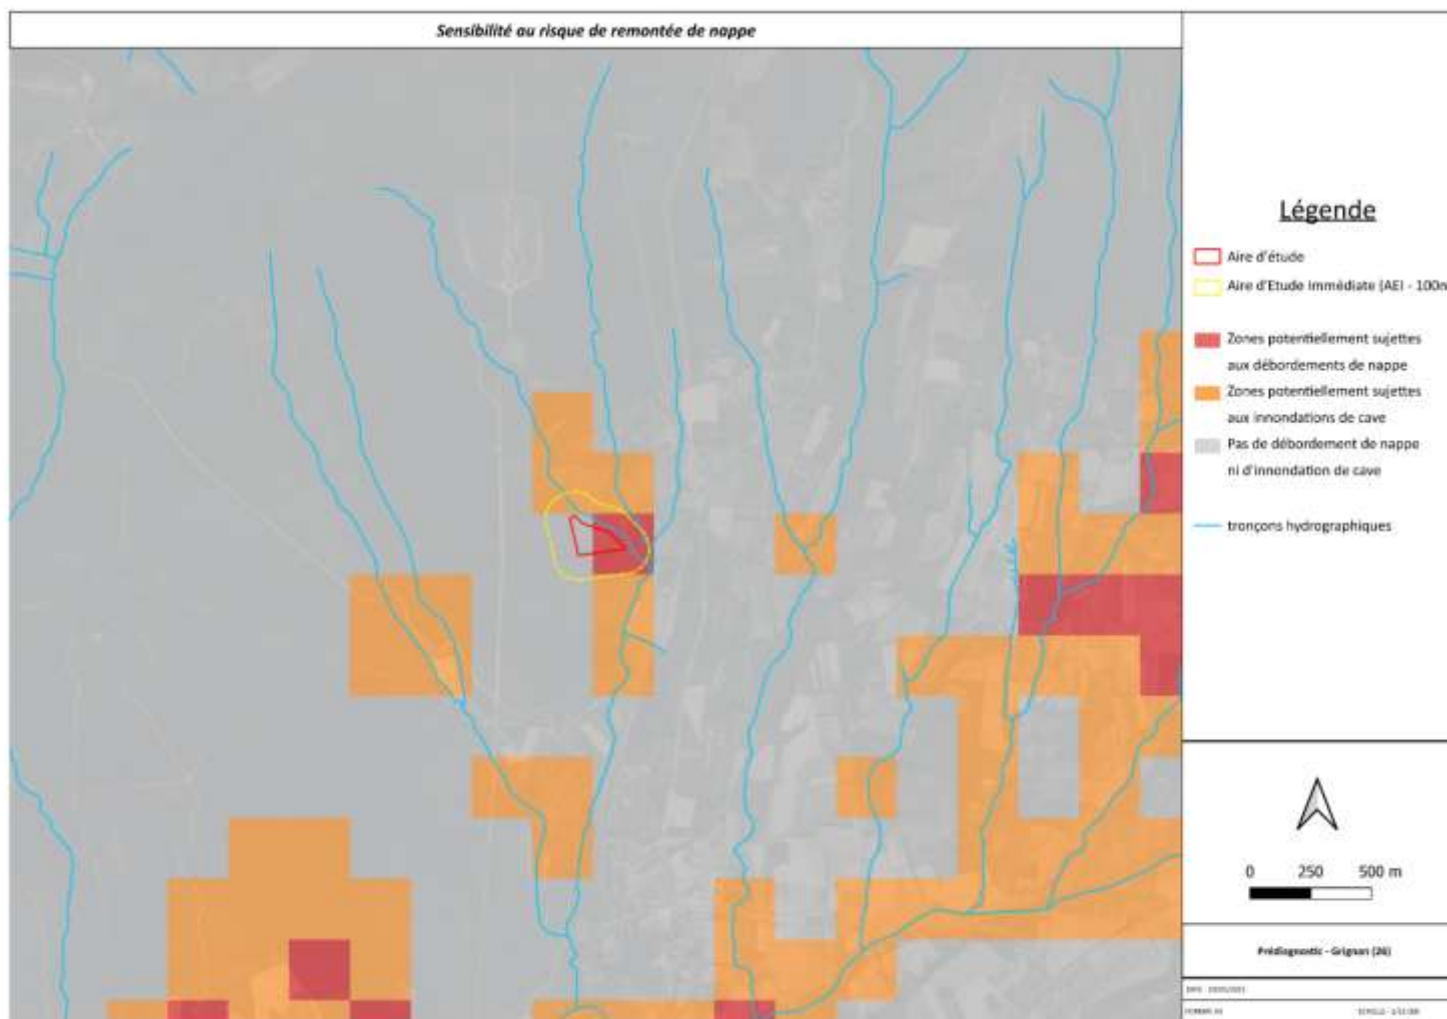 Sensibilité au risque de remontée de nappe
Légende
Aire d'étude
Aire d'Etude Immédiate (AEI - 100m
Zones potentiellement sujettes
aux débordements de nappe
Zones potentiellement sujettes
aux innondations de cave
Pas de débordement de nappe
ni d'innondation de cave
tronçons hydrographiques
0 250 500 m
Prédiagnostic - Grignan (26)